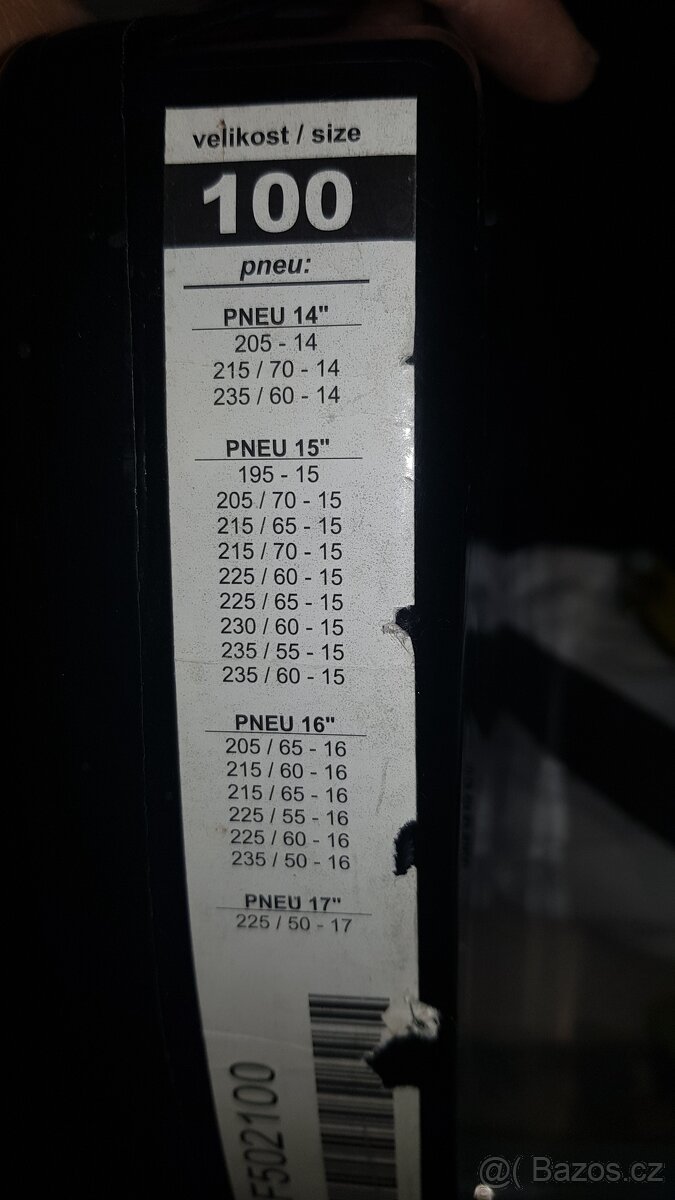 velikost / size
100
pneu:
PNEU 14"
205 - 14
215 / 70 - 14
235 / 60 - 14
PNEU 15"
195 - 15
205 / 70 - 15
215 / 65 - 15
215 / 70 - 15
225 / 60 - 15
225 / 65 - 15
230 / 60 - 15
235 / 55 - 15
235 / 60 - 15
PNEU 16"
205 / 65 - 16
215 / 60 - 16
215 / 65 - 16
225 / 55 - 16
225 / 60 - 16
235 / 50 - 16
PNEU 17"
225 / 50 - 17
F502100
@( Bazos.cz